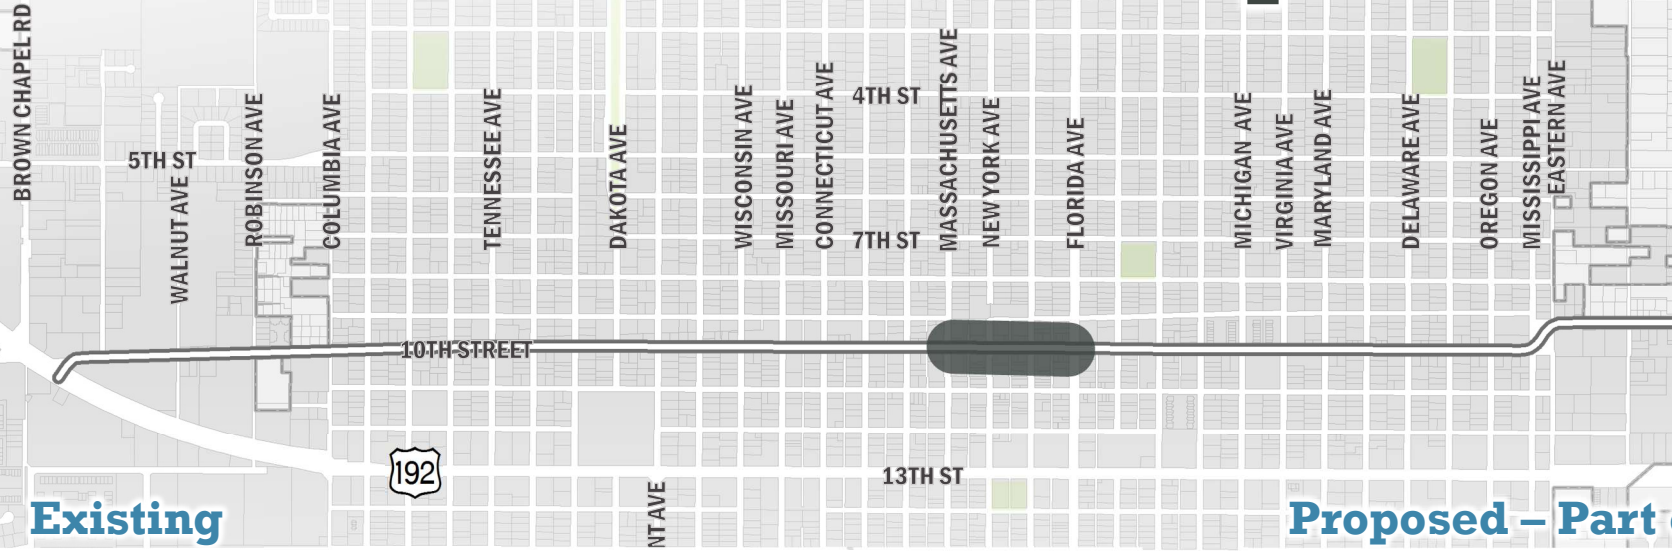 BROWN CHAPEL RD
5TH ST
WALNUT AVE
ROBINSON AVE
COLUMBIA AVE
TENNESSEE AVE
DAKOTA AVE
WISCONSIN AVE
MISSOURI AVE
CONNECTICUT AVE
4TH ST
7TH ST
MASSACHUSETTS AVE
NEW YORK AVE
FLORIDA AVE
MICHIGAN AVE
VIRGINIA AVE
MARYLAND AVE
DELAWARE AVE
OREGON AVE
MISSISSIPPI AVE
EASTERN AVE
10TH STREET
192
13TH ST
NT AVE
Existing
Proposed – Part